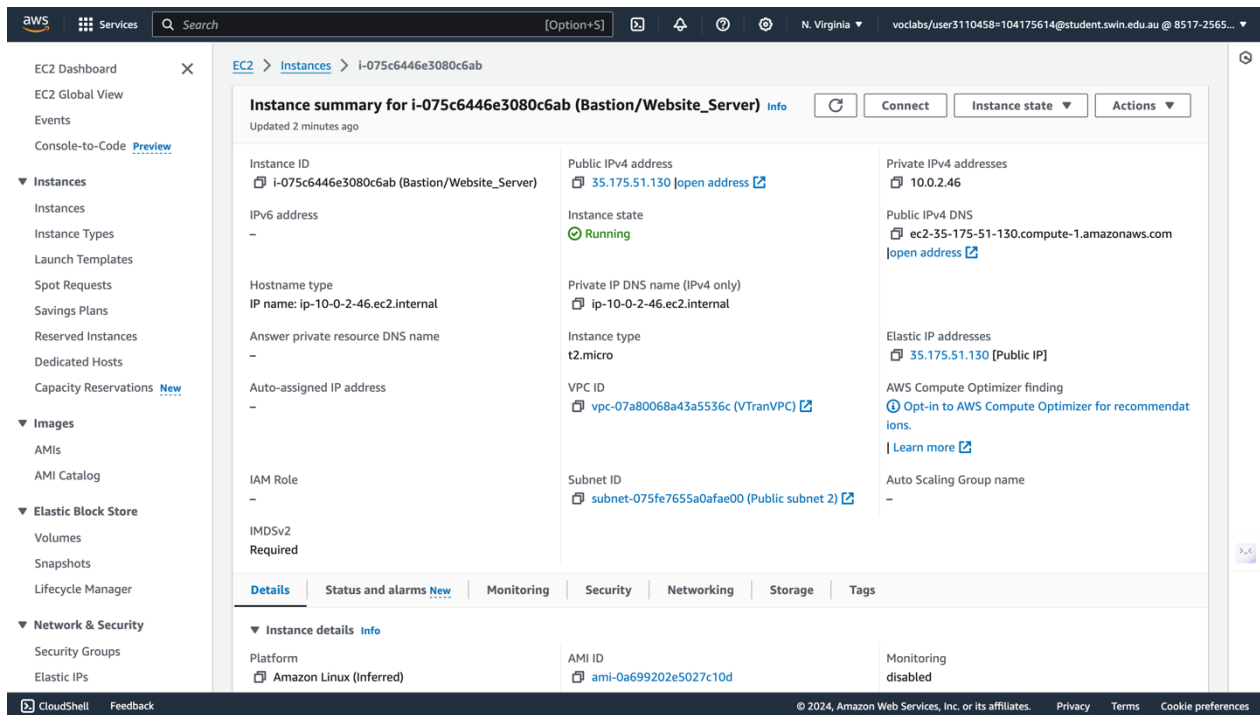 aws
Services
Search
[Option+S]
N. Virginia
voclabs/user3110458=104175614@student.swin.edu.au @ 8517-2565...
EC2 Dashboard
EC2 Global View
Events
Console-to-Code Preview
Instances
Instances
Instance Types
Launch Templates
Spot Requests
Savings Plans
Reserved Instances
Dedicated Hosts
Capacity Reservations New
Images
AMIs
AMI Catalog
Elastic Block Store
Volumes
Snapshots
Lifecycle Manager
Network & Security
Security Groups
Elastic IPs
EC2 > Instances > i-075c6446e3080c6ab
Instance summary for i-075c6446e3080c6ab (Bastion/Website_Server) Info
Updated 2 minutes ago
Connect
Instance state
Actions
Instance ID
i-075c6446e3080c6ab (Bastion/Website_Server)
Public IPv4 address
35.175.51.130 |open address
Private IPv4 addresses
10.0.2.46
IPv6 address
–
Instance state
Running
Public IPv4 DNS
ec2-35-175-51-130.compute-1.amazonaws.com
|open address
Hostname type
IP name: ip-10-0-2-46.ec2.internal
Private IP DNS name (IPv4 only)
ip-10-0-2-46.ec2.internal
Answer private resource DNS name
–
Instance type
t2.micro
Elastic IP addresses
35.175.51.130 [Public IP]
Auto-assigned IP address
–
VPC ID
vpc-07a80068a43a5536c (VTranVPC)
AWS Compute Optimizer finding
Opt-in to AWS Compute Optimizer for recommendat
ions.
| Learn more
IAM Role
–
Subnet ID
subnet-075fe7655a0afae00 (Public subnet 2)
Auto Scaling Group name
–
IMDSv2
Required
Details
Status and alarms New
Monitoring
Security
Networking
Storage
Tags
Instance details Info
Platform
Amazon Linux (Inferred)
AMI ID
ami-0a699202e5027c10d
Monitoring
disabled
CloudShell
Feedback
© 2024, Amazon Web Services, Inc. or its affiliates.
Privacy
Terms
Cookie preferences